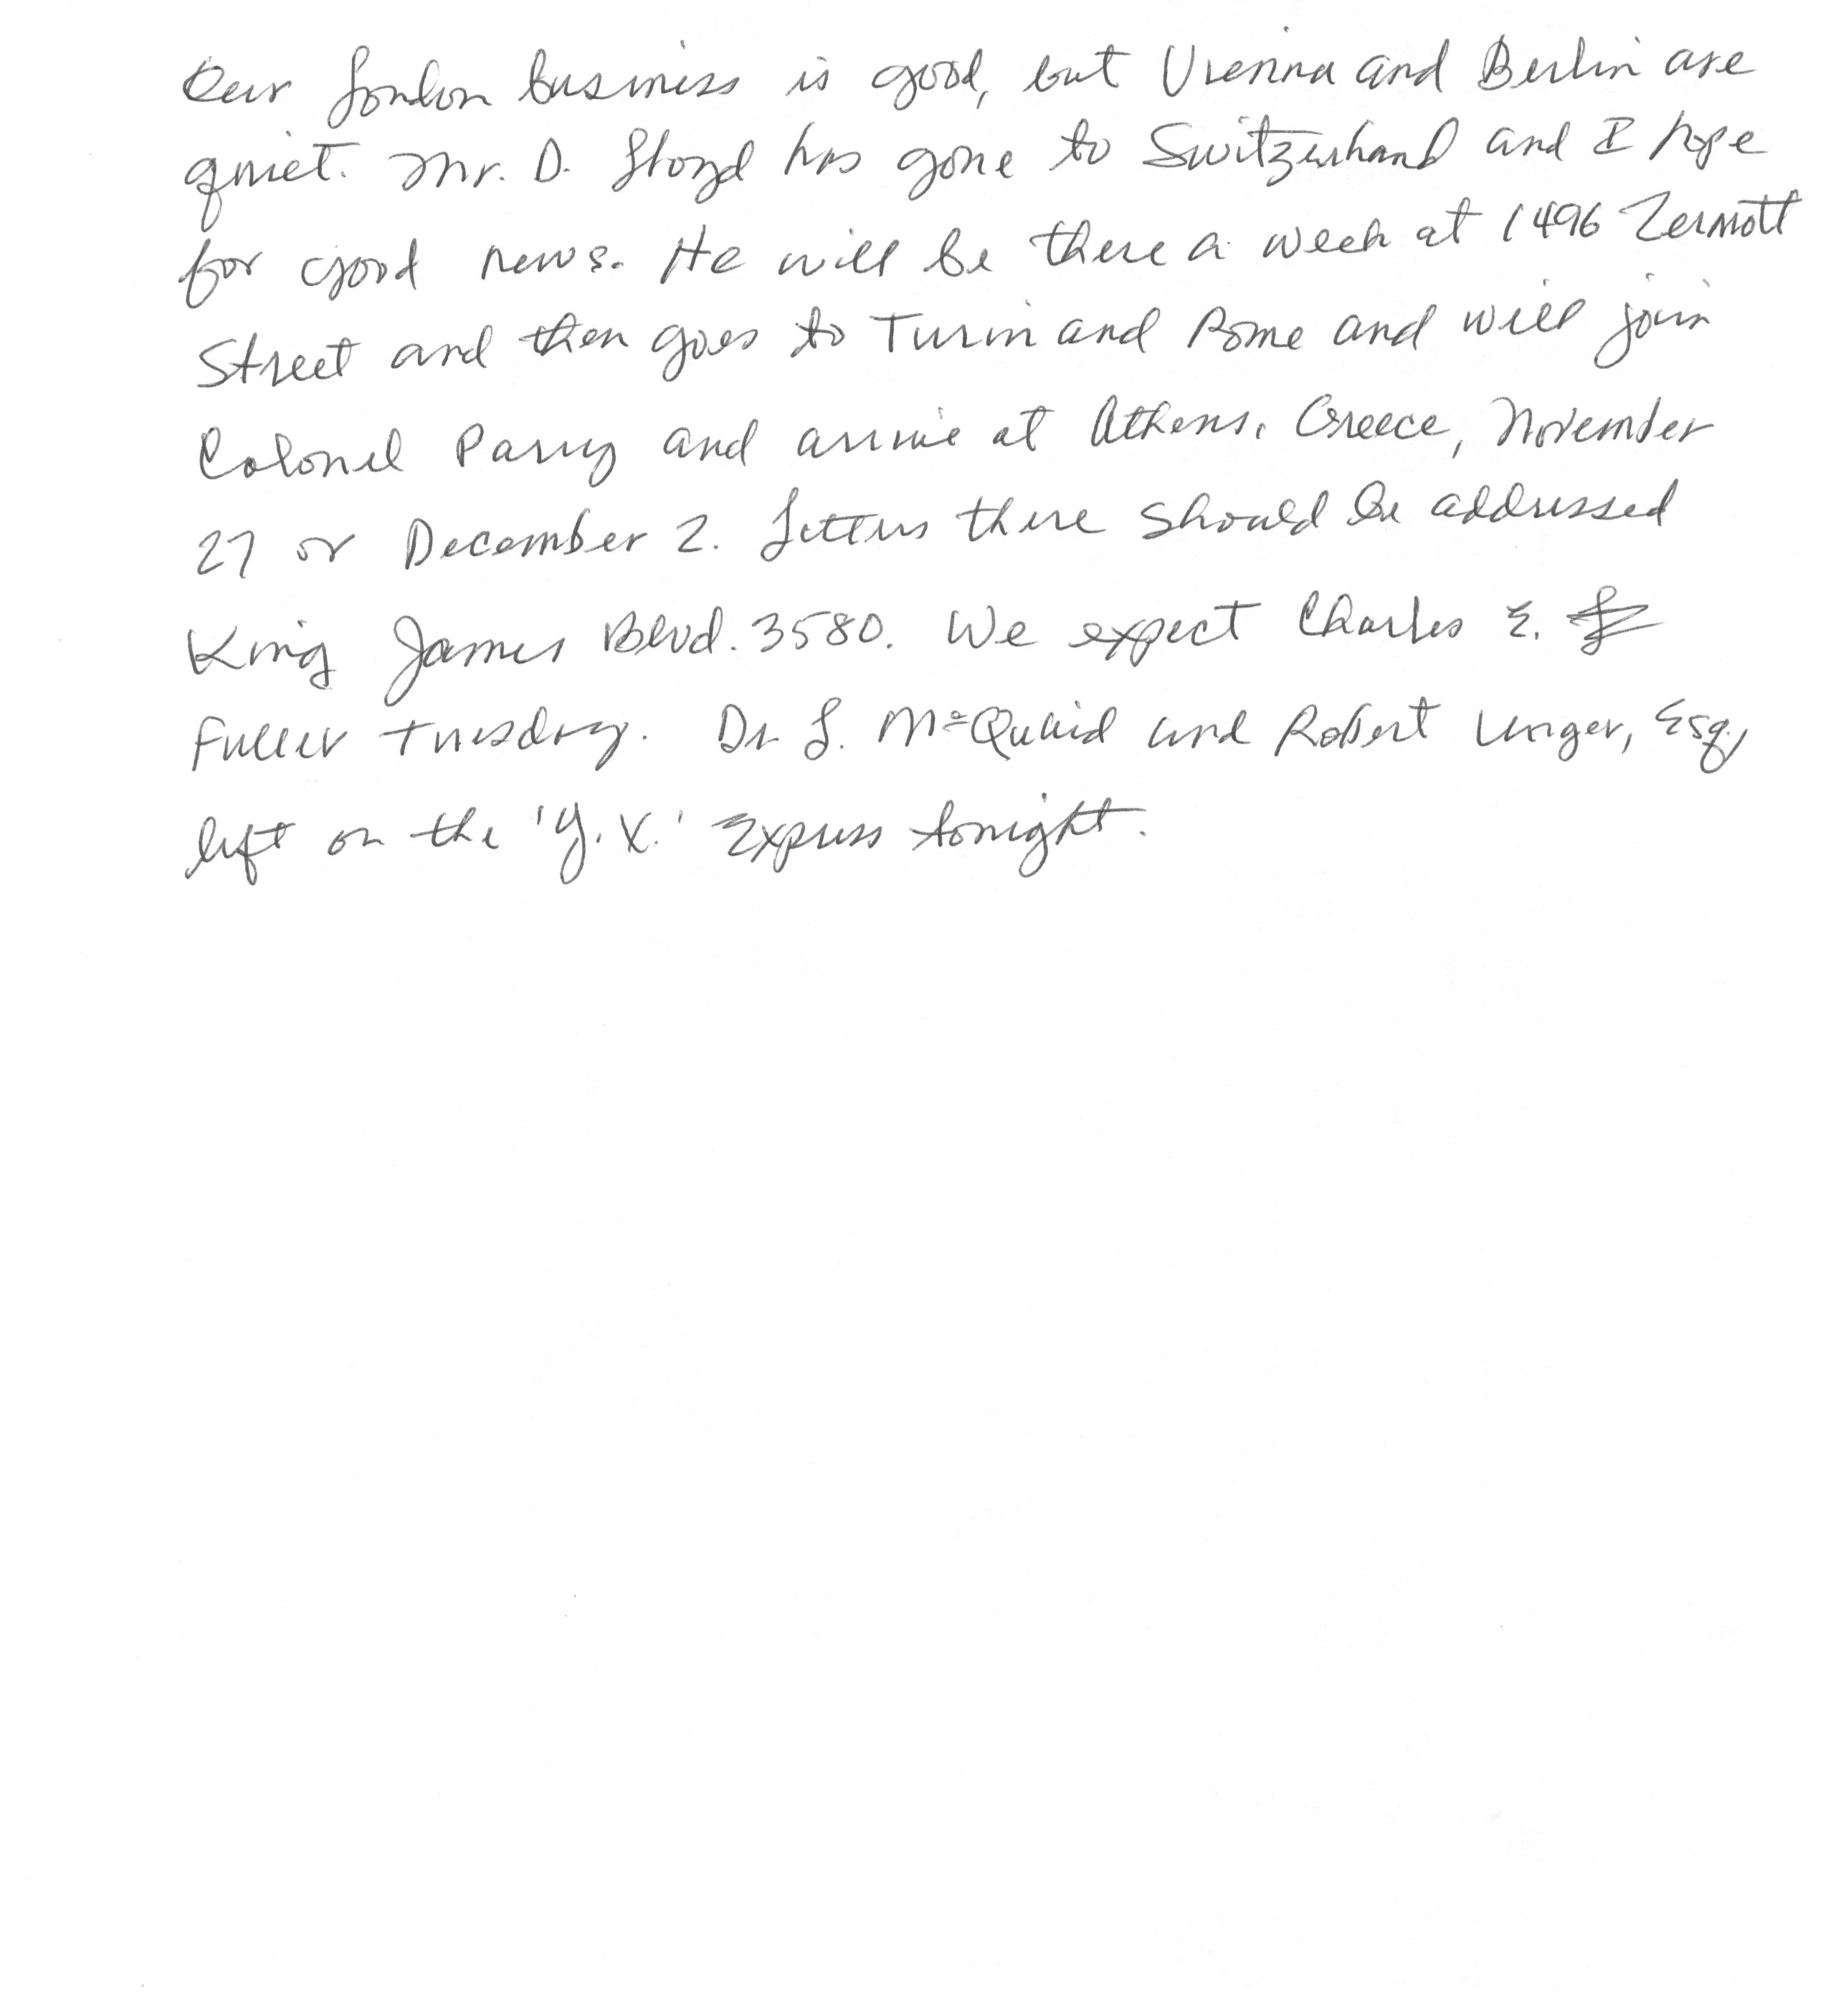 Our London business is good, but Vienna and Berlin are
quiet. Mr. D. Lloyd has gone to Switzerland and I hope
for good news. He will be there a week at 1496 Zermott
Street and then goes to Turin and Rome and will join
Colonel Parry and arrive at Athens, Greece, November
27 or December 2. Letters there should be addressed
King James Blvd. 3580. We expect Charles E.
Fuller Tuesday. Dr. L. McQuaid and Robert Unger, Esq.,
left on the 'Y.X.' Express tonight.